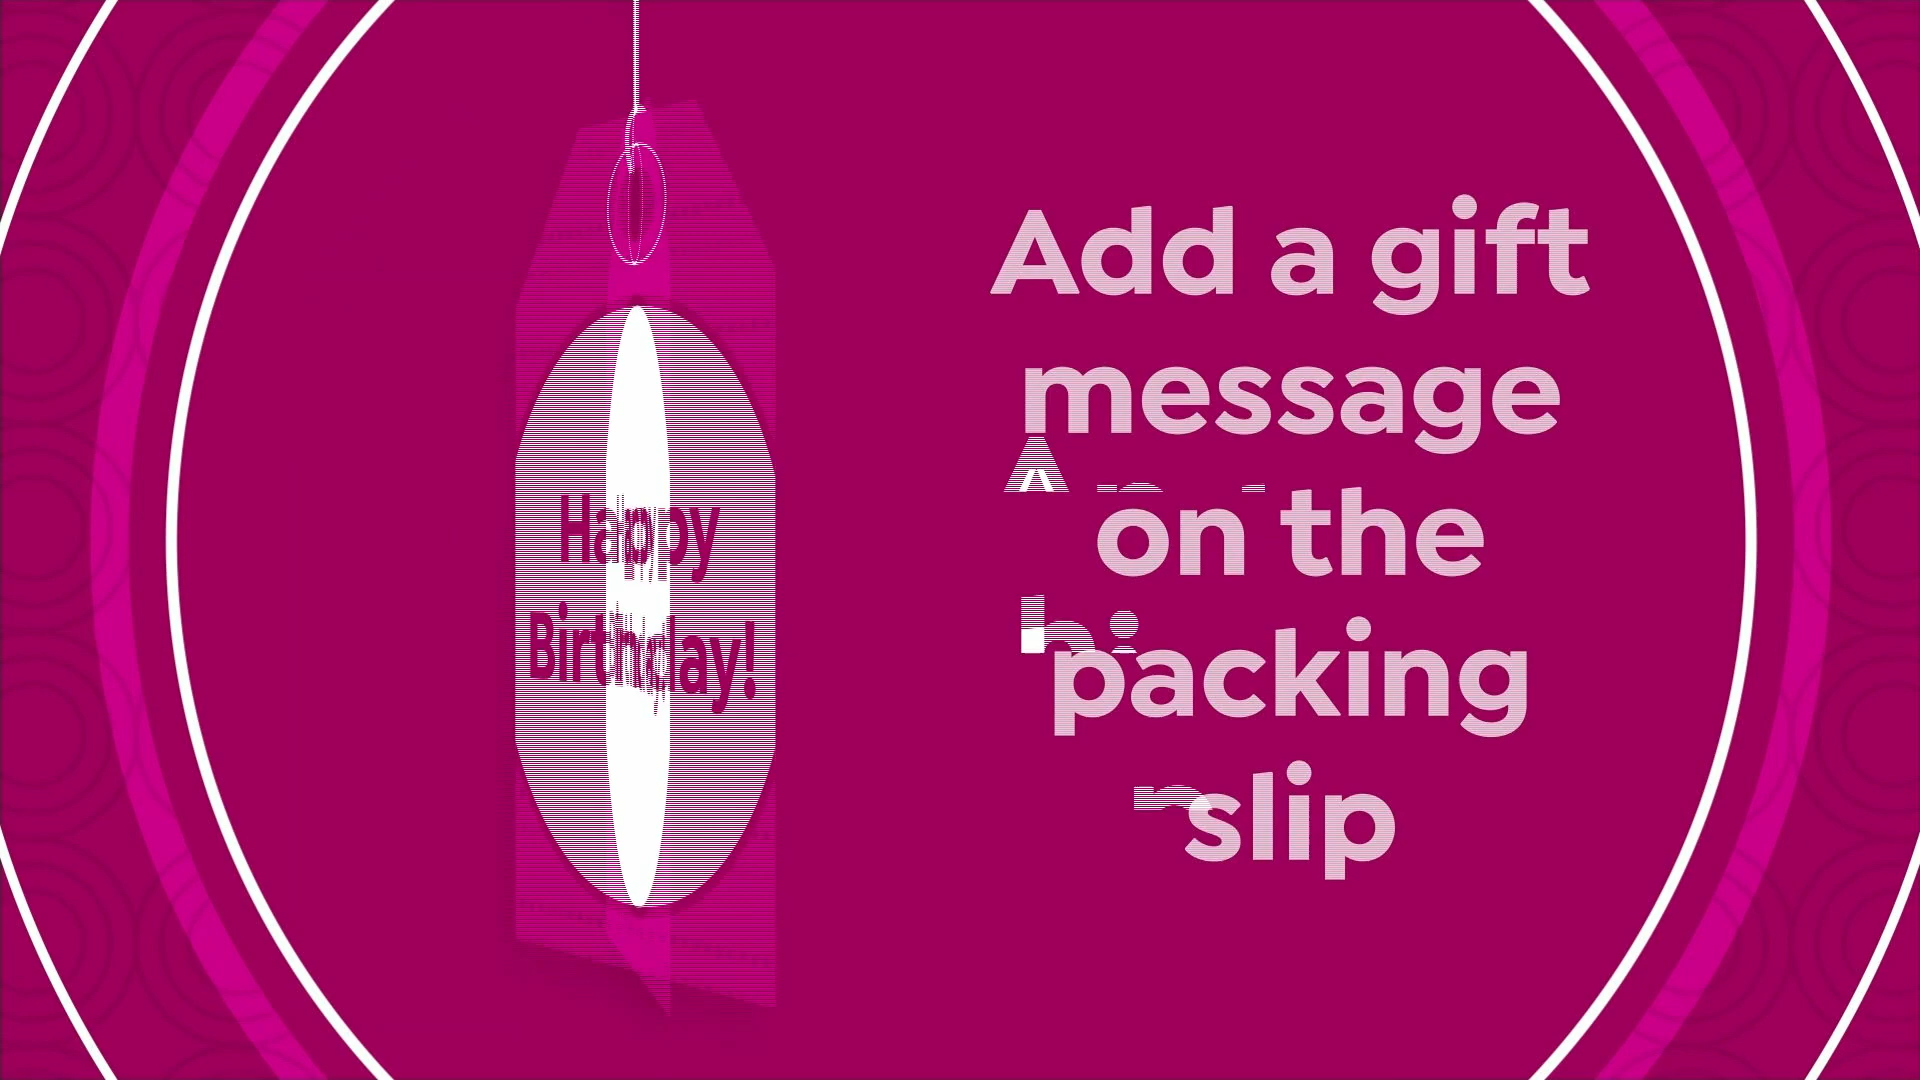 Happy
Birthday!
Add a gift
message
on the
packing
slip